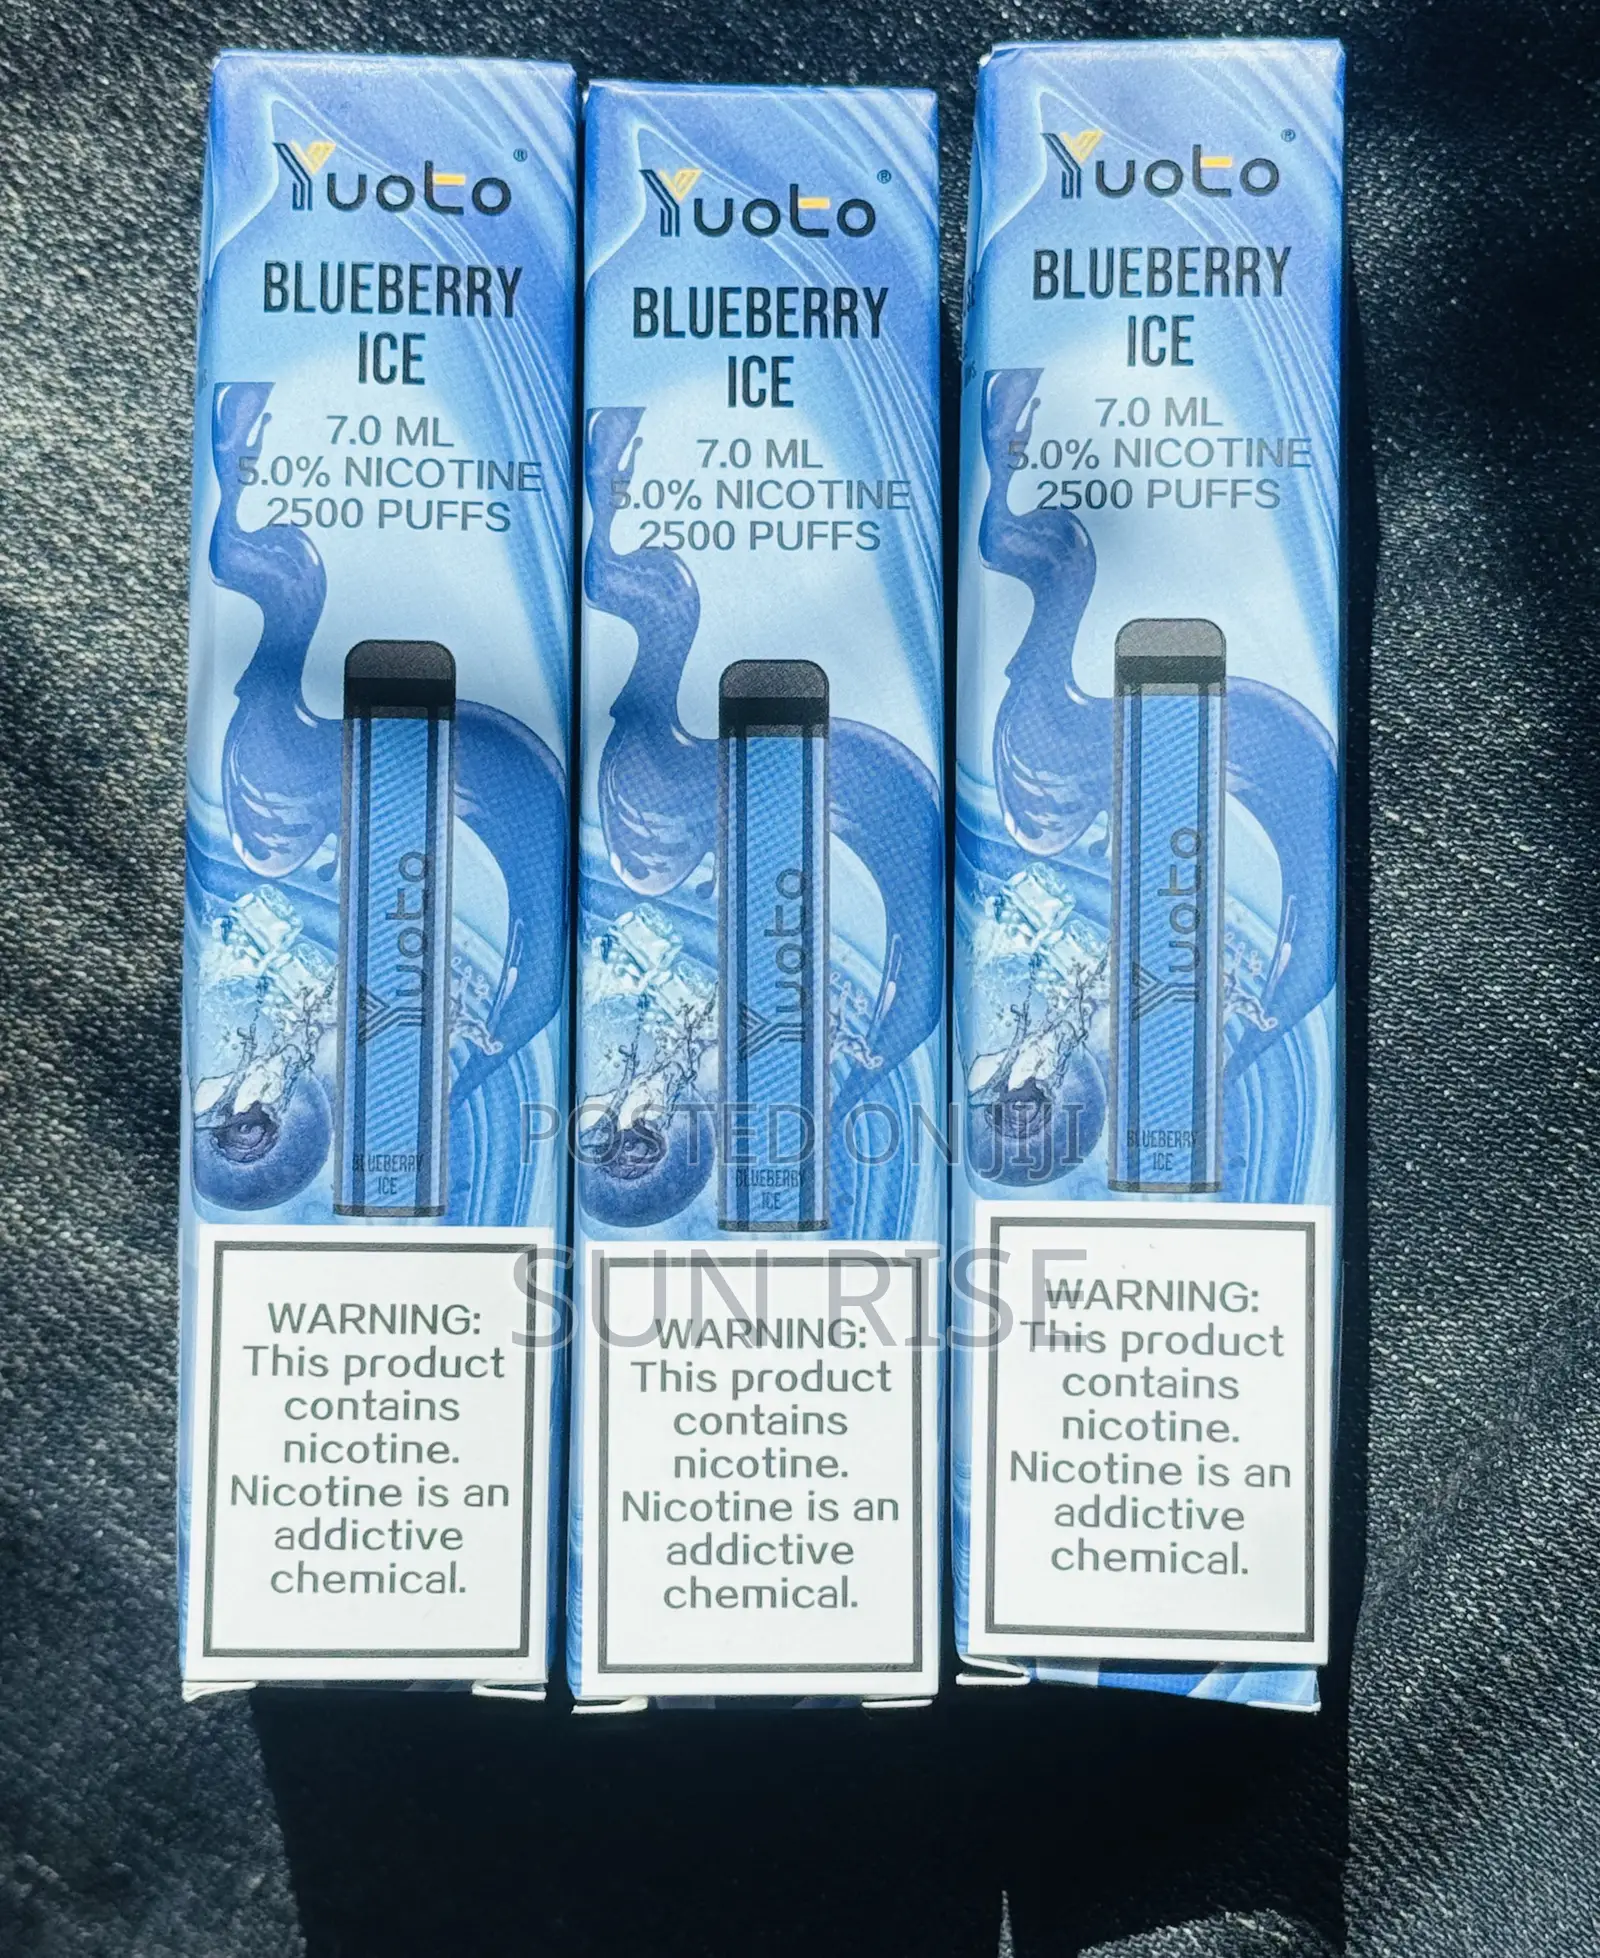 Yuoto®
BLUEBERRY
ICE
7.0 ML
5.0% NICOTINE
2500 PUFFS
Yuoto
BLUEBERRY
ICE
WARNING:
This product
contains
nicotine.
Nicotine is an
addictive
chemical.
Yuoto®
BLUEBERRY
ICE
7.0 ML
5.0% NICOTINE
2500 PUFFS
Yuoto
BLUEBERRY
ICE
WARNING:
This product
contains
nicotine.
Nicotine is an
addictive
chemical.
Yuoto®
BLUEBERRY
ICE
7.0 ML
5.0% NICOTINE
2500 PUFFS
Yuoto
BLUEBERRY
ICE
WARNING:
This product
contains
nicotine.
Nicotine is an
addictive
chemical.
POSTED ON JIJI
SUN RISE